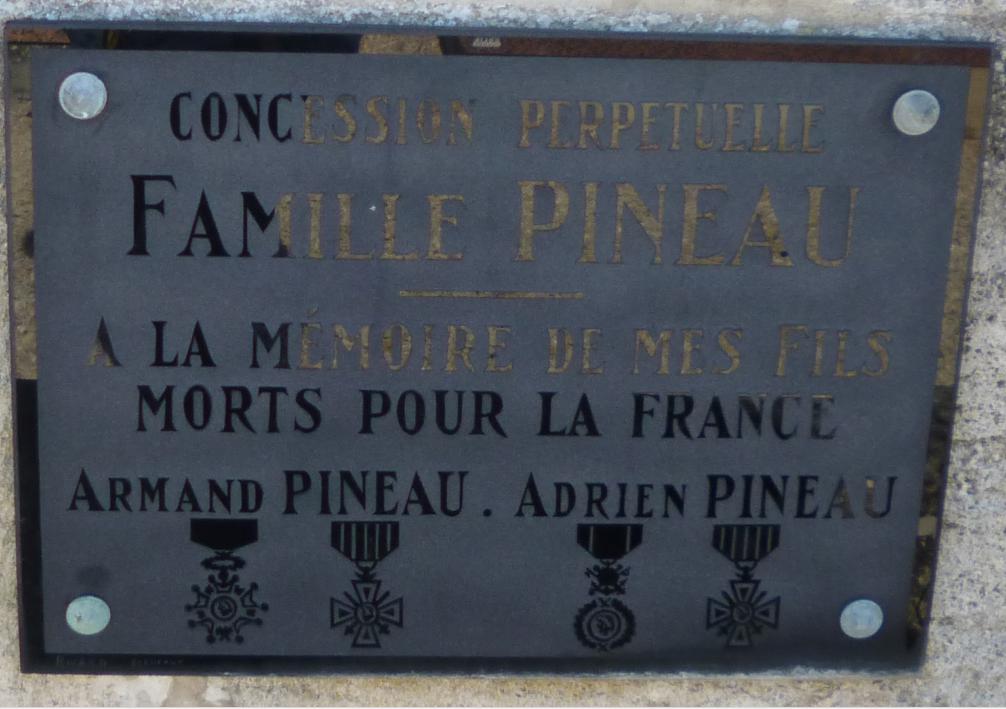 CONCESSION PERPETUELLE
FAMILLE PINEAU
A LA MÉMOIRE DE MES FILS
MORTS POUR LA FRANCE
ARMAND PINEAU . ADRIEN PINEAU